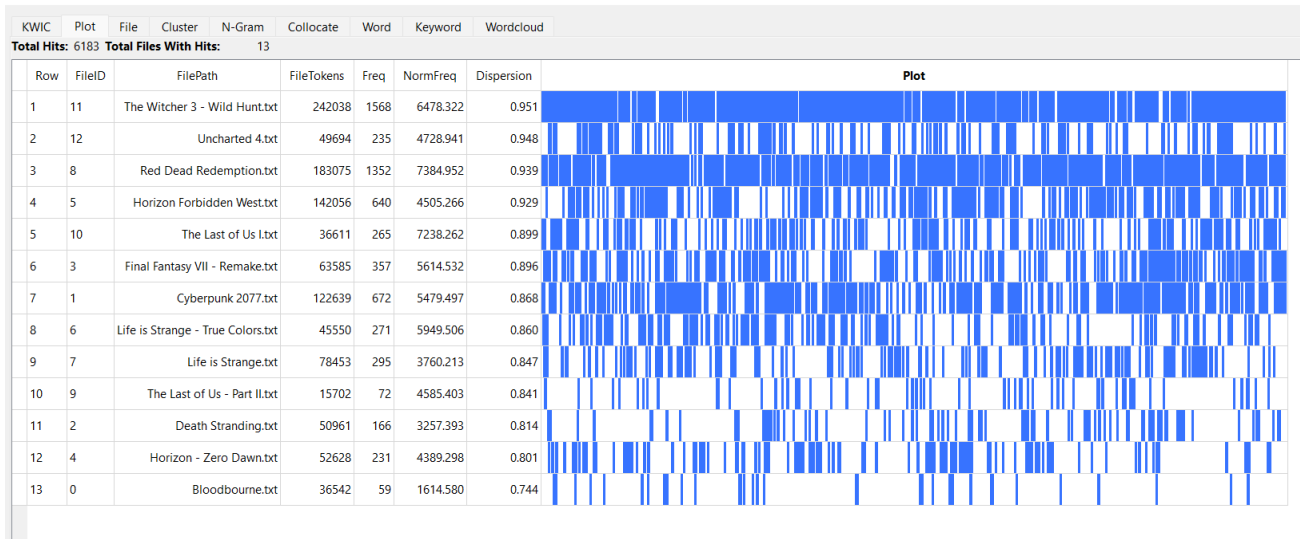 KWIC Plot File Cluster N-Gram Collocate Word Keyword Wordcloud
Total Hits: 6183 Total Files With Hits: 13
Row FileID FilePath FileTokens Freq NormFreq Dispersion Plot
1 11 The Witcher 3 - Wild Hunt.txt 242038 1568 6478.322 0.951
2 12 Uncharted 4.txt 49694 235 4728.941 0.948
3 8 Red Dead Redemption.txt 183075 1352 7384.952 0.939
4 5 Horizon Forbidden West.txt 142056 640 4505.266 0.929
5 10 The Last of Us I.txt 36611 265 7238.262 0.899
6 3 Final Fantasy VII - Remake.txt 63585 357 5614.532 0.896
7 1 Cyberpunk 2077.txt 122639 672 5479.497 0.868
8 6 Life is Strange - True Colors.txt 45550 271 5949.506 0.860
9 7 Life is Strange.txt 78453 295 3760.213 0.847
10 9 The Last of Us - Part II.txt 15702 72 4585.403 0.841
11 2 Death Stranding.txt 50961 166 3257.393 0.814
12 4 Horizon - Zero Dawn.txt 52628 231 4389.298 0.801
13 0 Bloodbourne.txt 36542 59 1614.580 0.744